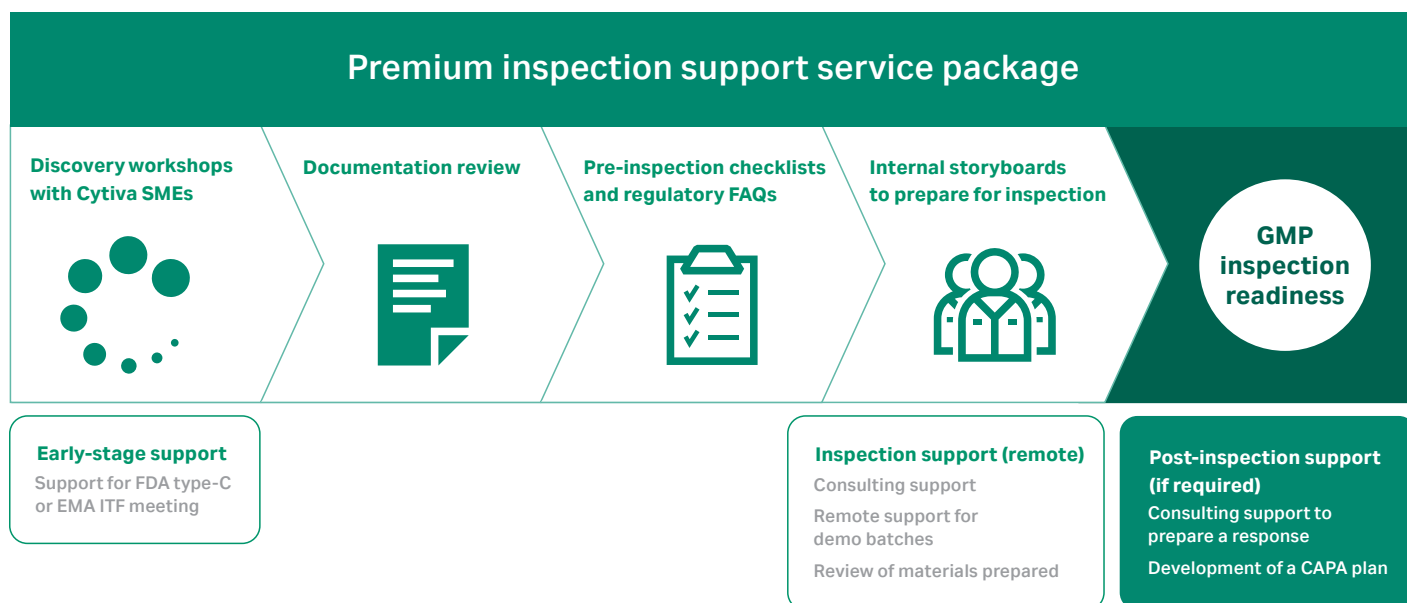 Premium inspection support service package
Discovery workshops
with Cytiva SMEs
Documentation review
Pre-inspection checklists
and regulatory FAQs
Internal storyboards
to prepare for inspection
GMP
inspection
readiness
Early-stage support
Support for FDA type-C
or EMA ITF meeting
Inspection support (remote)
Consulting support
Remote support for
demo batches
Review of materials prepared
Post-inspection support
(if required)
Consulting support to
prepare a response
Development of a CAPA plan